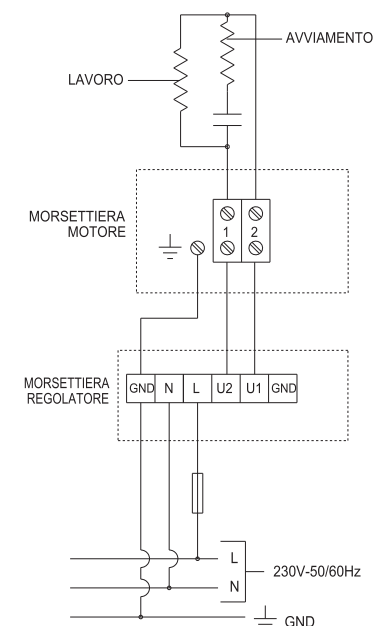 AVVIAMENTO
LAVORO
MORSETTIERA
MOTORE
1 2
MORSETTIERA
REGOLATORE
GND N L U2 U1 GND
L
230V-50/60Hz
N
GND